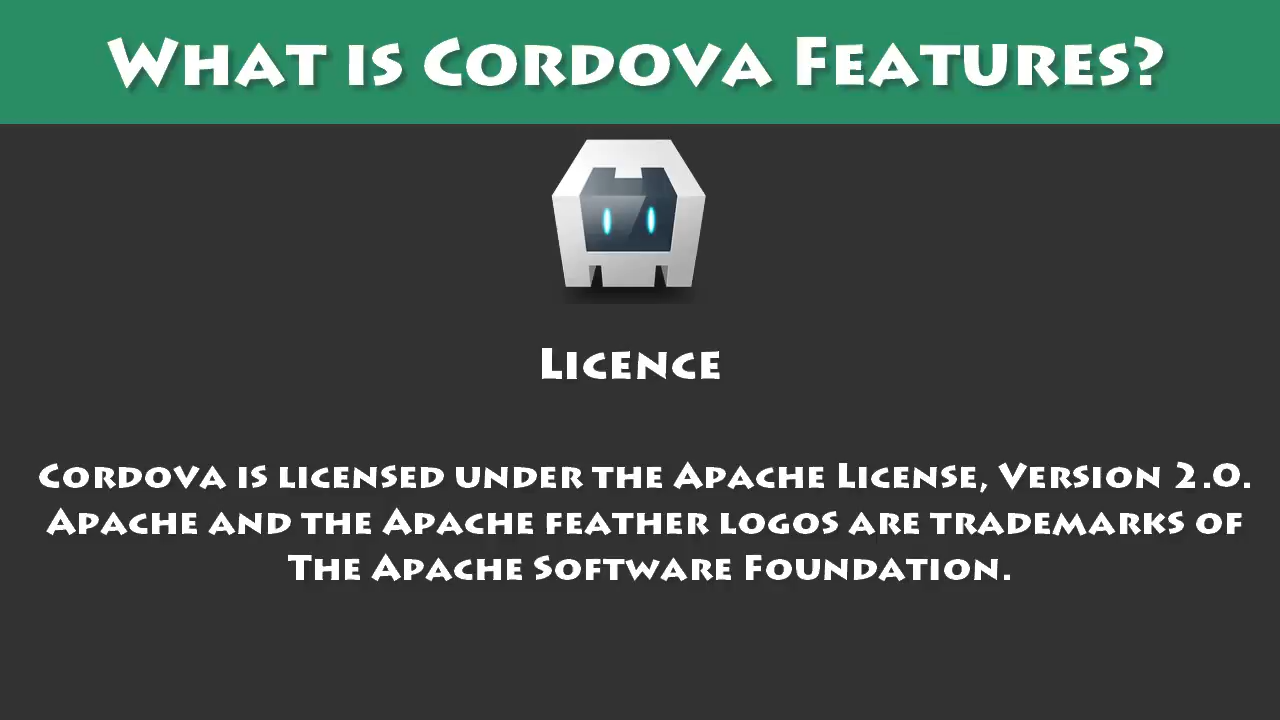 What is Cordova Features?
Licence
Cordova is licensed under the Apache License, Version 2.0.
Apache and the Apache feather logos are trademarks of
The Apache Software Foundation.